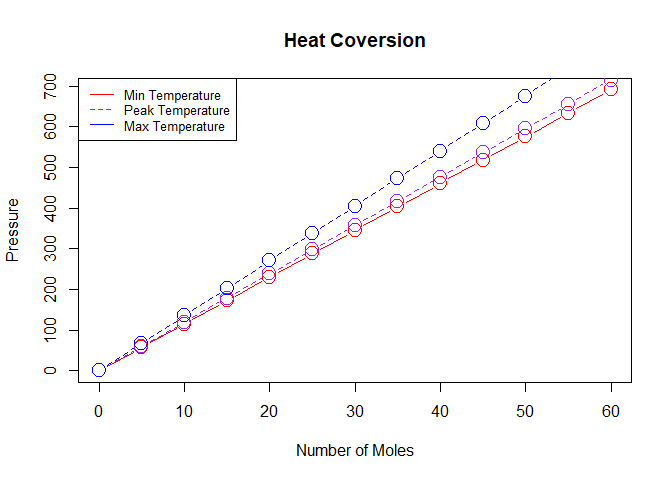 Heat Coversion
Min Temperature
Peak Temperature
Max Temperature
Pressure
700
600
500
400
300
200
100
0
0 10 20 30 40 50 60
Number of Moles